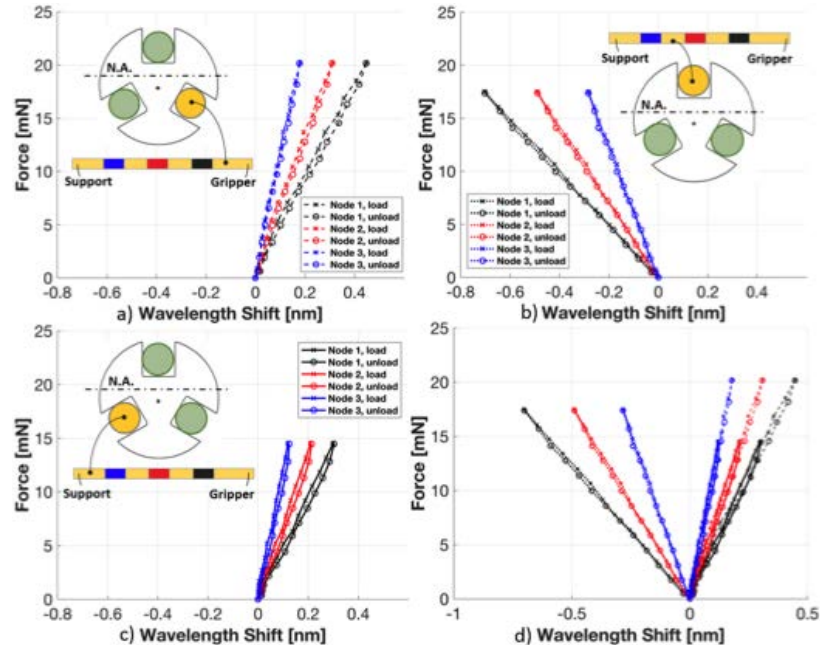 25
20
15
10
5
0
Force [mN]
N.A.
Support
Gripper
Node 1, load
Node 1, unload
Node 2, load
Node 2, unload
Node 3, load
Node 3, unload
-0.8 -0.6 -0.4 -0.2 0 0.2 0.4
a) Wavelength Shift [nm]
25
20
15
10
5
0
Force [mN]
Support
Gripper
N.A.
Node 1, load
Node 1, unload
Node 2, load
Node 2, unload
Node 3, load
Node 3, unload
-0.8 -0.6 -0.4 -0.2 0 0.2 0.4
b) Wavelength Shift [nm]
25
20
15
10
5
0
Force [mN]
N.A.
Support
Gripper
Node 1, load
Node 1, unload
Node 2, load
Node 2, unload
Node 3, load
Node 3, unload
-0.8 -0.6 -0.4 -0.2 0 0.2 0.4 0.6
c) Wavelength Shift [nm]
25
20
15
10
5
0
Force [mN]
-1 -0.5 0 0.5
d) Wavelength Shift [nm]